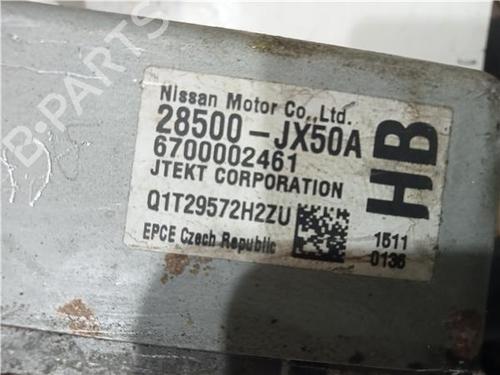 B-PARTS
Nissan Motor Co.,Ltd.
28500-JX50A
6700002461
JTEKT CORPORATION
Q1T29572H2ZU
EPCE Czech Republic
HB
1511
0136